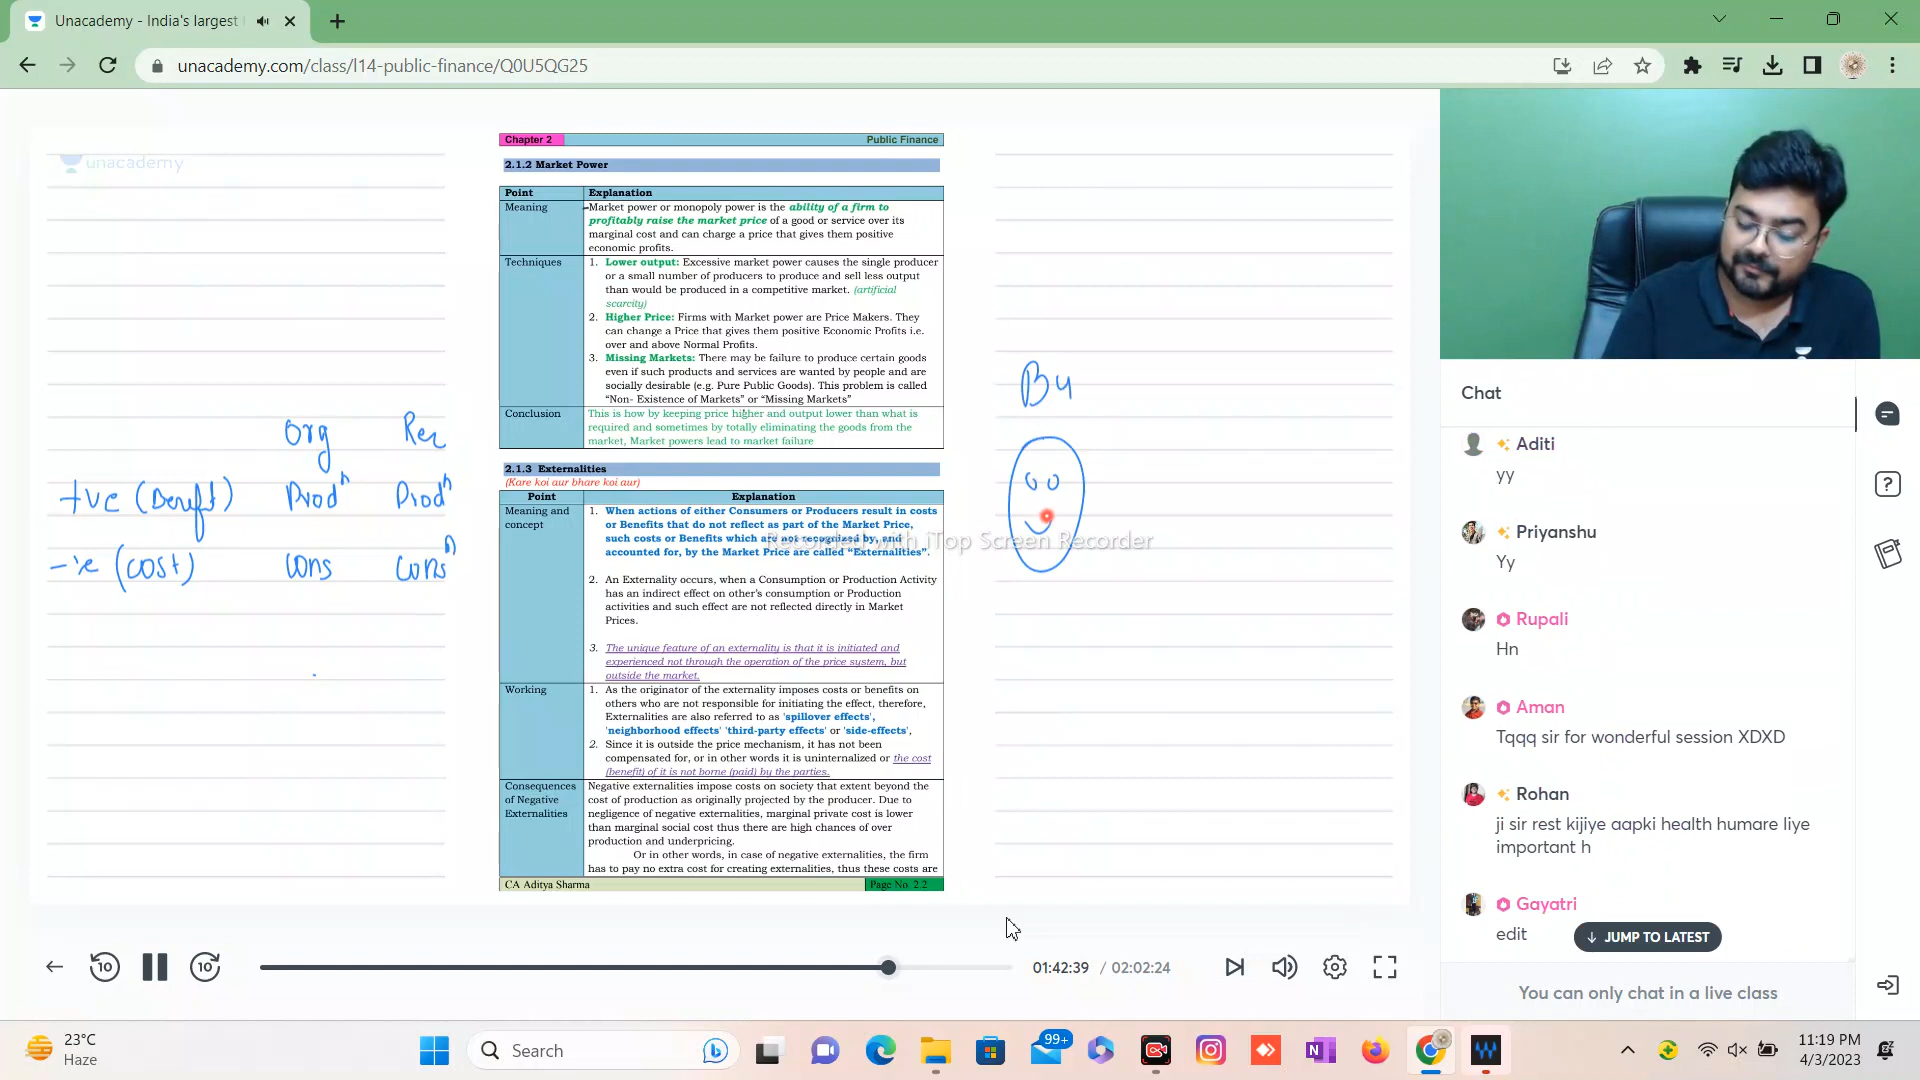 Unacademy - India's largest
unacademy.com/class/l14-public-finance/Q0U5QG25
unacademy
Org Rec
+ve (Benefit) Prodⁿ Prodⁿ
-ve (cost) Cons Consⁿ
Chapter 2 Public Finance
2.1.2 Market Power
Point Explanation
Meaning Market power or monopoly power is the ability of a firm to
profitably raise the market price of a good or service over its
marginal cost and can charge a price that gives them positive
economic profits.
Techniques 1. Lower output: Excessive market power causes the single producer
or a small number of producers to produce and sell less output
than would be produced in a competitive market. (artificial
scarcity)
2. Higher Price: Firms with Market power are Price Makers. They
can change a Price that gives them positive Economic Profits i.e.
over and above Normal Profits.
3. Missing Markets: There may be failure to produce certain goods
even if such products and services are wanted by people and are
socially desirable (e.g. Pure Public Goods). This problem is called
“Non- Existence of Markets” or “Missing Markets”
Conclusion This is how by keeping price higher and output lower than what is
required and sometimes by totally eliminating the goods from the
market, Market powers lead to market failure
2.1.3 Externalities
(Kare koi aur bhare koi aur)
Point Explanation
Meaning and 1. When actions of either Consumers or Producers result in costs
concept or Benefits that do not reflect as part of the Market Price,
such costs or Benefits which are not recognized by, and
accounted for, by the Market Price are called “Externalities”.
2. An Externality occurs, when a Consumption or Production Activity
has an indirect effect on other's consumption or Production
activities and such effect are not reflected directly in Market
Prices.
3. The unique feature of an externality is that it is initiated and
experienced not through the operation of the price system, but
outside the market.
Working 1. As the originator of the externality imposes costs or benefits on
others who are not responsible for initiating the effect, therefore,
Externalities are also referred to as 'spillover effects',
'neighborhood effects' 'third-party effects' or 'side-effects',
2. Since it is outside the price mechanism, it has not been
compensated for, or in other words it is uninternalized or the cost
(benefit) of it is not borne (paid) by the parties.
Consequences Negative externalities impose costs on society that extent beyond the
of Negative cost of production as originally projected by the producer. Due to
Externalities negligence of negative externalities, marginal private cost is lower
than marginal social cost thus there are high chances of over
production and underpricing.
Or in other words, in case of negative externalities, the firm
has to pay no extra cost for creating externalities, thus these costs are
CA Aditya Sharma Page No. 2.2
Recorded with iTop Screen Recorder
Chat
Aditi
yy
Priyanshu
Yy
Rupali
Hn
Aman
Tqqq sir for wonderful session XDXD
Rohan
ji sir rest kijiye aapki health humare liye
important h
Gayatri
edit
JUMP TO LATEST
You can only chat in a live class
10 10 01:42:39 / 02:02:24
23°C
Haze
Search
99+
11:19 PM
4/3/2023